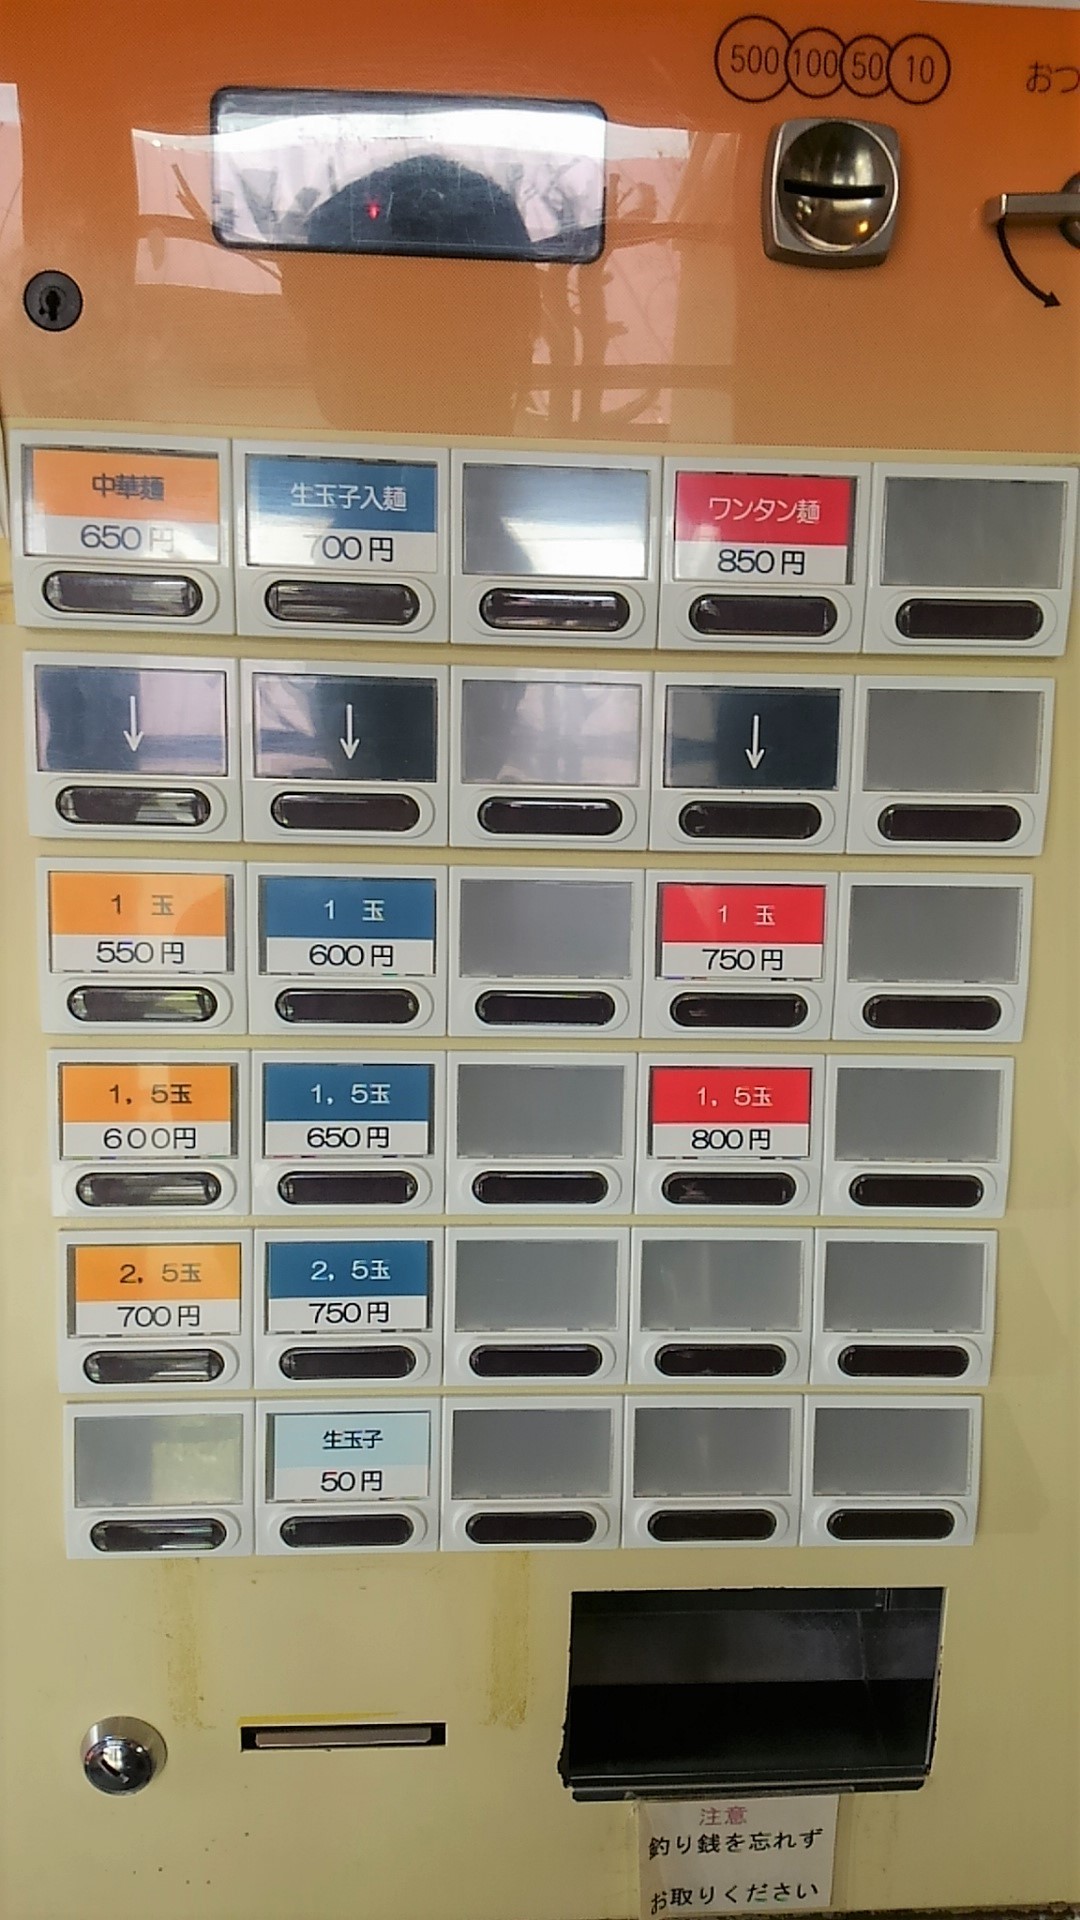 500 100 50 10
おつ
中華麺 生玉子入麺 ワンタン麺
650円 700円 850円
↓ ↓ ↓
1 玉 1 玉 1 玉
550円 600円 750円
1,5玉 1,5玉 1,5玉
600円 650円 800円
2,5玉 2,5玉
700円 750円
生玉子
50円
注意
釣り銭を忘れず
お取りください